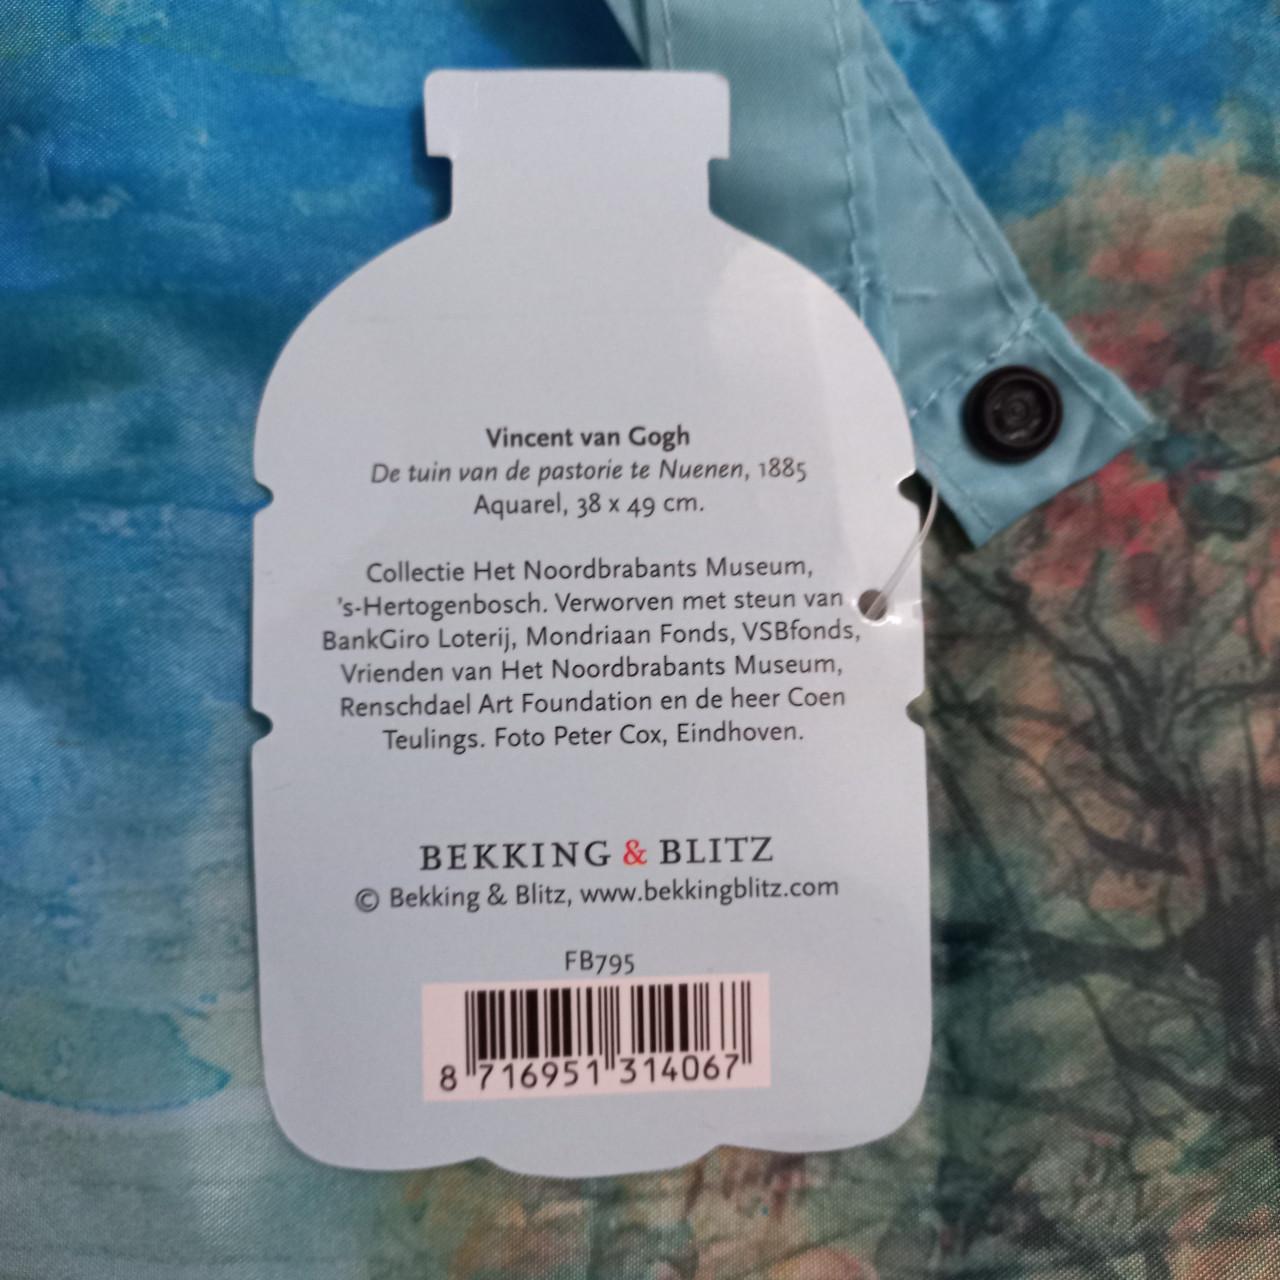 Vincent van Gogh
De tuin van de pastorie te Nuenen, 1885
Aquarel, 38 x 49 cm.
Collectie Het Noordbrabants Museum,
's-Hertogenbosch. Verworven met steun van
BankGiro Loterij, Mondriaan Fonds, VSBfonds,
Vrienden van Het Noordbrabants Museum,
Renschdael Art Foundation en de heer Coen
Teulings. Foto Peter Cox, Eindhoven.
BEKKING & BLITZ
© Bekking & Blitz, www.bekkingblitz.com
FB795
8 716951 314067